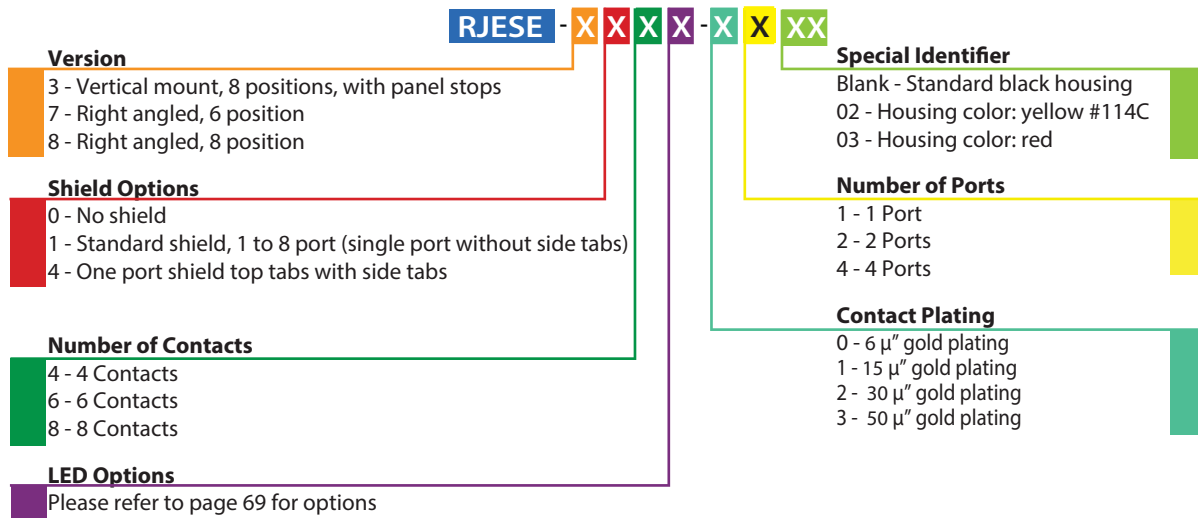 RJESE - X X X X - X X XX
Version
3 - Vertical mount, 8 positions, with panel stops
7 - Right angled, 6 position
8 - Right angled, 8 position
Shield Options
0 - No shield
1 - Standard shield, 1 to 8 port (single port without side tabs)
4 - One port shield top tabs with side tabs
Number of Contacts
4 - 4 Contacts
6 - 6 Contacts
8 - 8 Contacts
LED Options
Please refer to page 69 for options
Special Identifier
Blank - Standard black housing
02 - Housing color: yellow #114C
03 - Housing color: red
Number of Ports
1 - 1 Port
2 - 2 Ports
4 - 4 Ports
Contact Plating
0 - 6 µ” gold plating
1 - 15 µ” gold plating
2 - 30 µ” gold plating
3 - 50 µ” gold plating